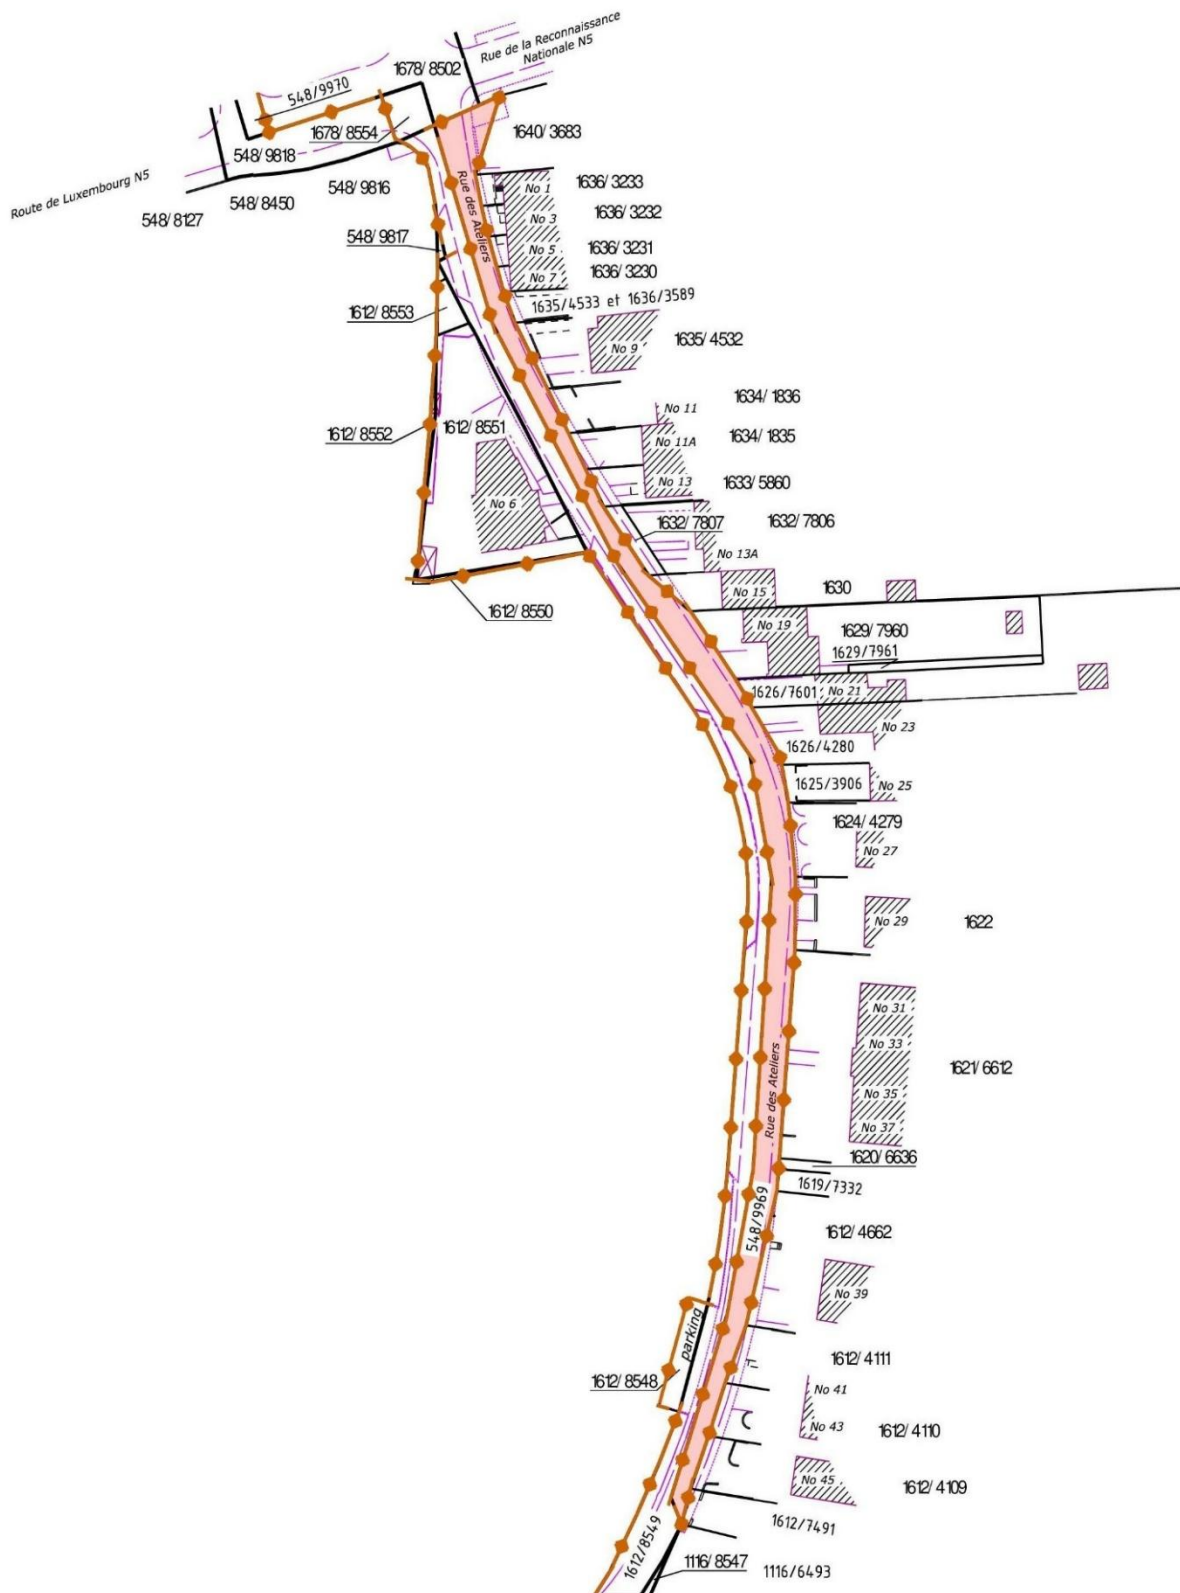 Rue de la Reconnaissance
Nationale N5
1678/8502
548/9970
1678/8554
1640/3683
548/9818
548/9816
Route de Luxembourg N5
548/8450
548/8127
Rue des Ateliers
No 1
1636/3233
No 3
1636/3232
548/9817
No 5
1636/3231
No 7
1636/3230
1635/4533 et 1636/3589
1612/8553
No 9
1635/4532
1634/1836
No 11
1612/8552
1612/8551
No 11A
1634/1835
No 13
1633/5860
No 6
1632/7807
1632/7806
No 13A
1630
No 15
1612/8550
No 19
1629/7960
1629/7961
1626/7601
No 21
No 23
1626/4280
1625/3906
No 25
1624/4279
No 27
No 29
1622
No 31
No 33
1621/6612
Rue des Ateliers
No 35
No 37
1620/6636
1619/7332
548/9969
1612/4662
No 39
parking
1612/4111
1612/8548
No 41
No 43
1612/4110
No 45
1612/4109
1612/7491
1612/8549
1116/8547
1116/6493